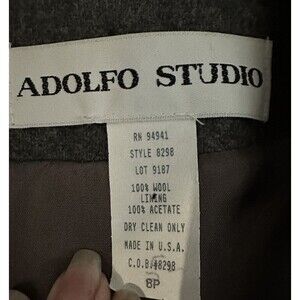 ADOLFO STUDIO
RN 94941
STYLE 8298
LOT 9187
100% WOOL
LINING
100% ACETATE
DRY CLEAN ONLY
MADE IN U.S.A.
8P